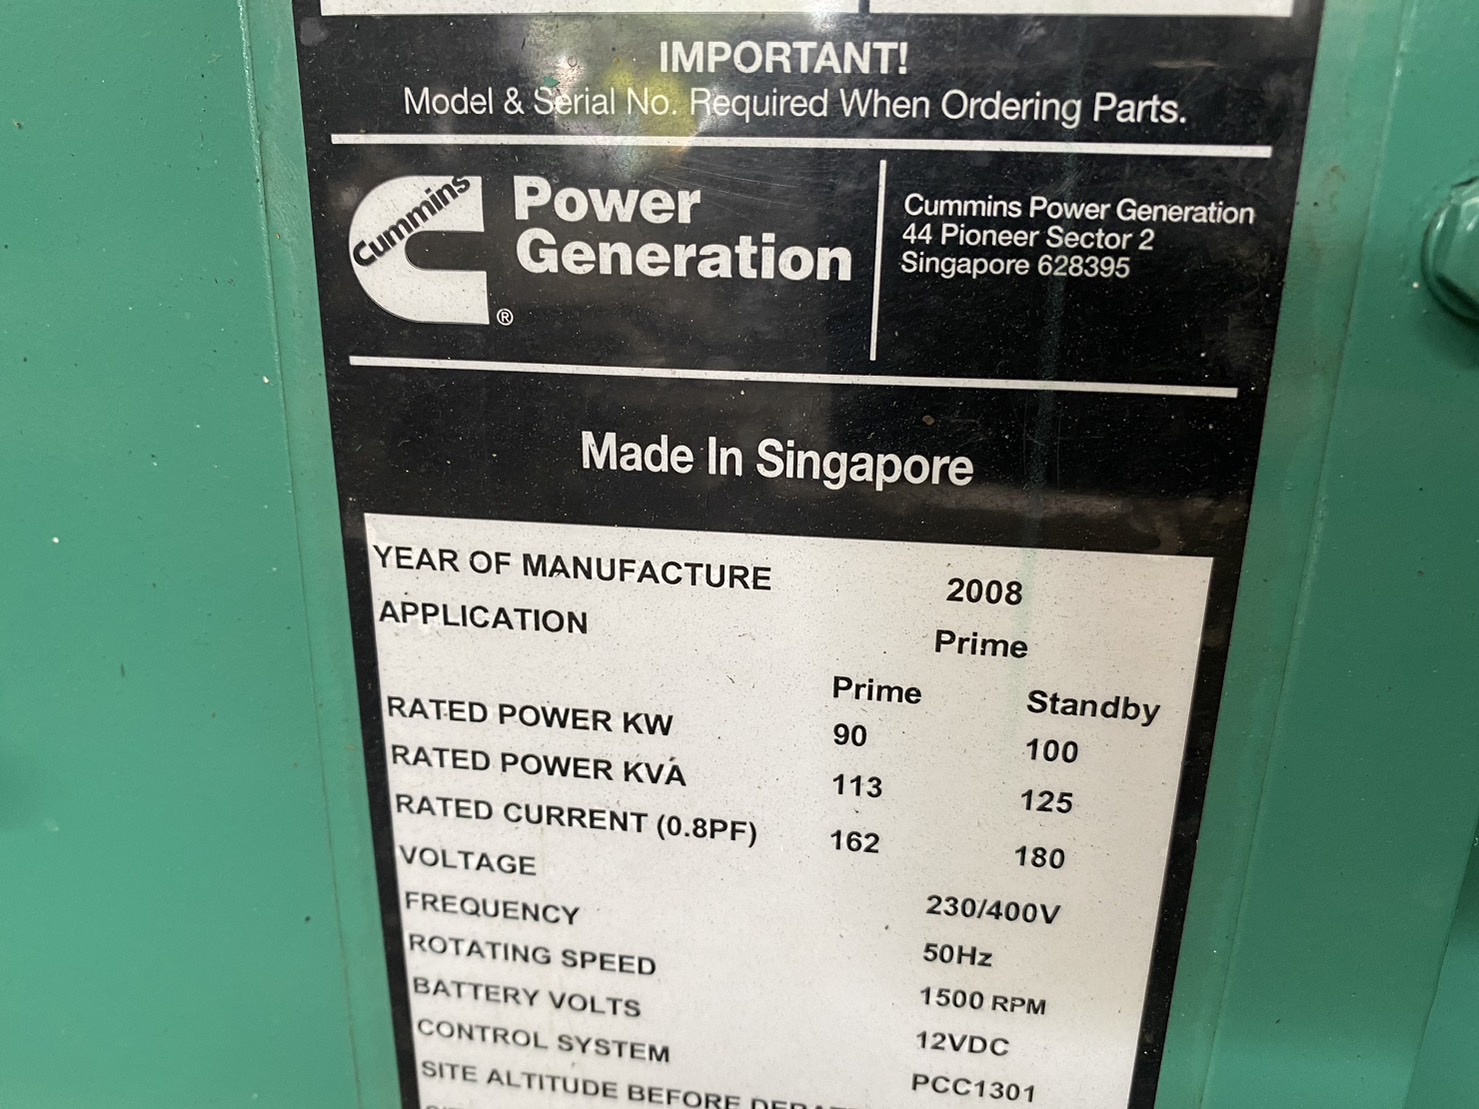 IMPORTANT!
Model & Serial No. Required When Ordering Parts.
Cummins
Power
Generation
®
Cummins Power Generation
44 Pioneer Sector 2
Singapore 628395
Made In Singapore
YEAR OF MANUFACTURE 2008
APPLICATION Prime
Prime Standby
RATED POWER KW 90 100
RATED POWER KVA 113 125
RATED CURRENT (0.8PF) 162 180
VOLTAGE 230/400V
FREQUENCY 50Hz
ROTATING SPEED 1500 RPM
BATTERY VOLTS 12VDC
CONTROL SYSTEM PCC1301
SITE ALTITUDE BEFORE